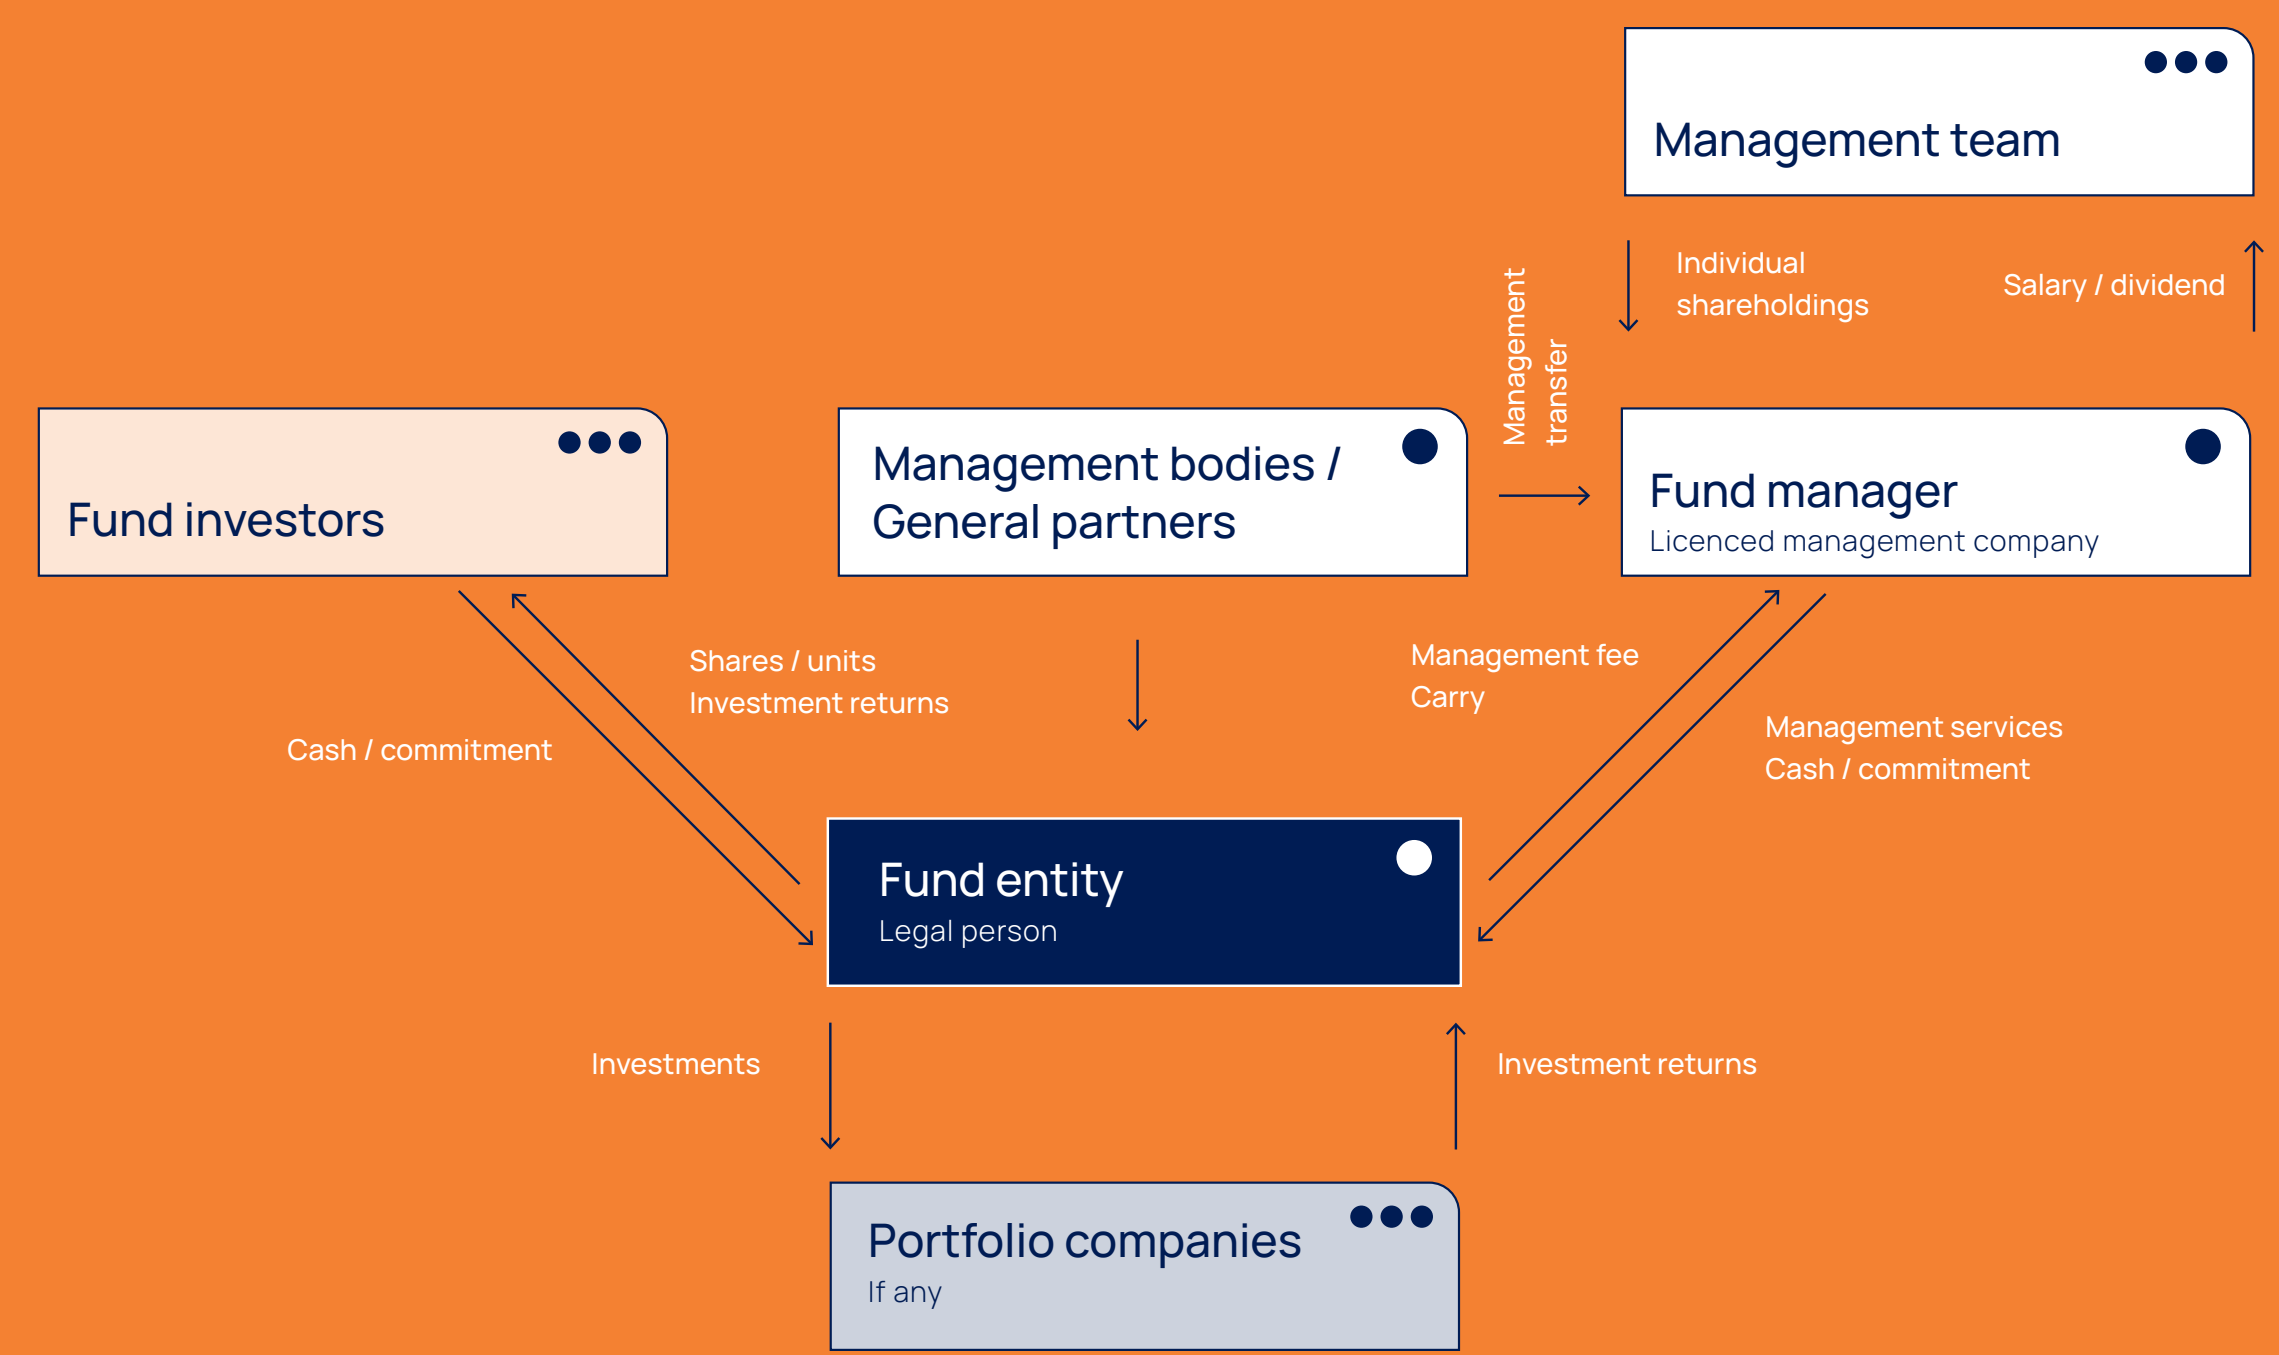 Management team
Individual
shareholdings
Salary / dividend
Management
transfer
Fund investors
Management bodies /
General partners
Fund manager
Licenced management company
Shares / units
Investment returns
Cash / commitment
Management fee
Carry
Management services
Cash / commitment
Fund entity
Legal person
Investments
Investment returns
Portfolio companies
If any